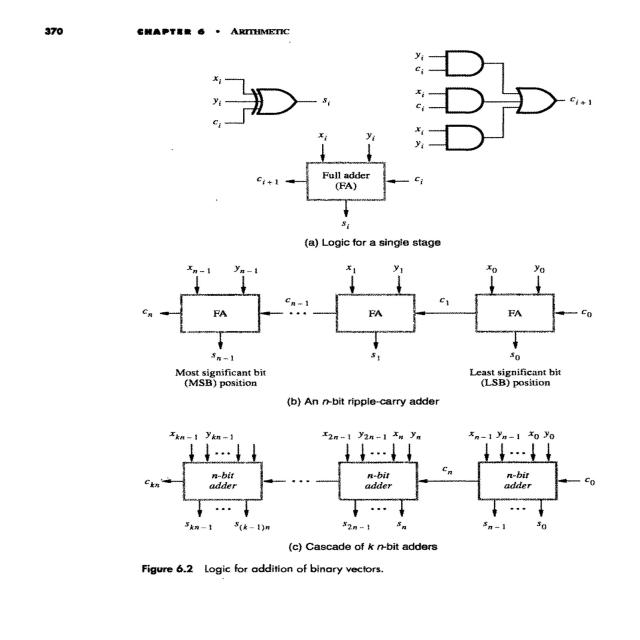 370 CHAPTER 6 • ARITHMETIC
y_i
c_i
x_i
y_i
c_i
s_i
x_i
c_i
x_i
y_i
c_{i+1}
x_i y_i
c_{i+1} Full adder (FA) c_i
s_i
(a) Logic for a single stage
x_{n-1} y_{n-1} x_1 y_1 x_0 y_0
c_n FA c_{n-1} ... FA c_1 FA c_0
s_{n-1} s_1 s_0
Most significant bit
(MSB) position
Least significant bit
(LSB) position
(b) An n-bit ripple-carry adder
x_{kn-1} y_{kn-1} x_{2n-1} y_{2n-1} x_n y_n x_{n-1} y_{n-1} x_0 y_0
... ... ...
c_{kn} n-bit adder ... n-bit adder c_n n-bit adder c_0
... ... ...
s_{kn-1} s_{(k-1)n} s_{2n-1} s_n s_{n-1} s_0
(c) Cascade of k n-bit adders
Figure 6.2 Logic for addition of binary vectors.